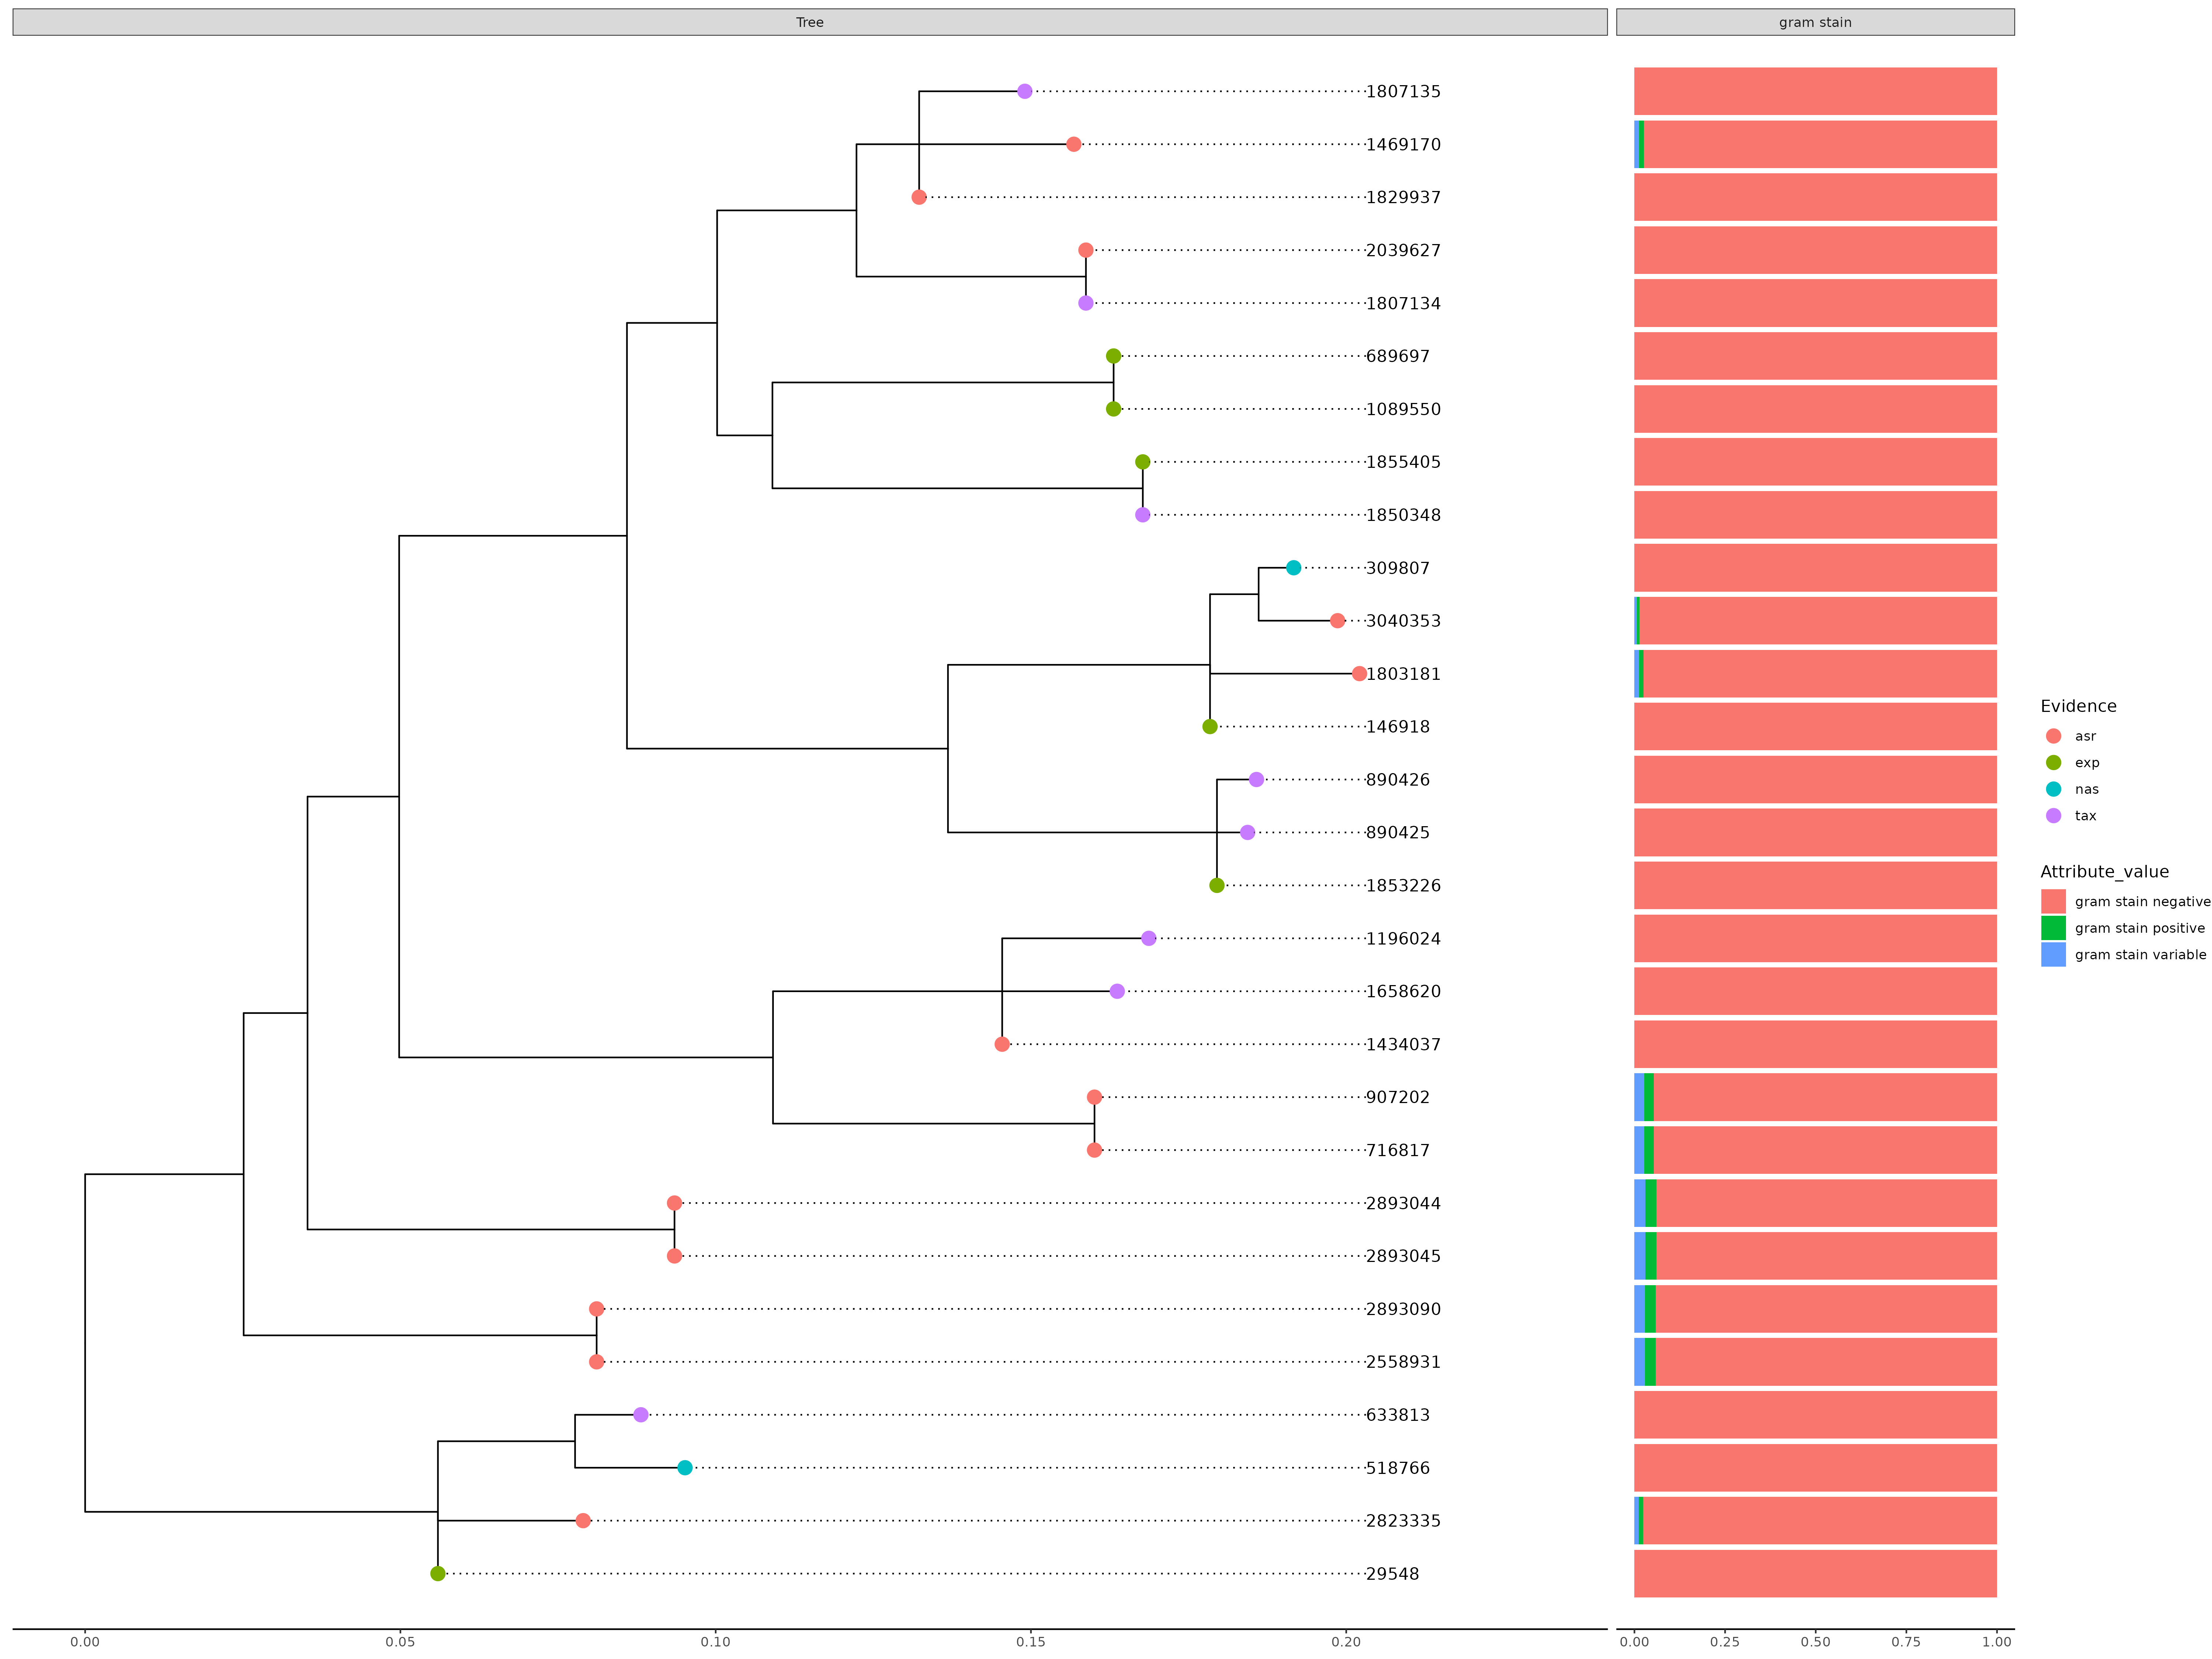 Tree
gram stain
1807135
1469170
1829937
2039627
1807134
689697
1089550
1855405
1850348
309807
3040353
1803181
146918
890426
890425
1853226
1196024
1658620
1434037
907202
716817
2893044
2893045
2893090
2558931
633813
518766
2823335
29548
0.00 0.05 0.10 0.15 0.20
0.00 0.25 0.50 0.75 1.00
Evidence
asr
exp
nas
tax
Attribute_value
gram stain negative
gram stain positive
gram stain variable